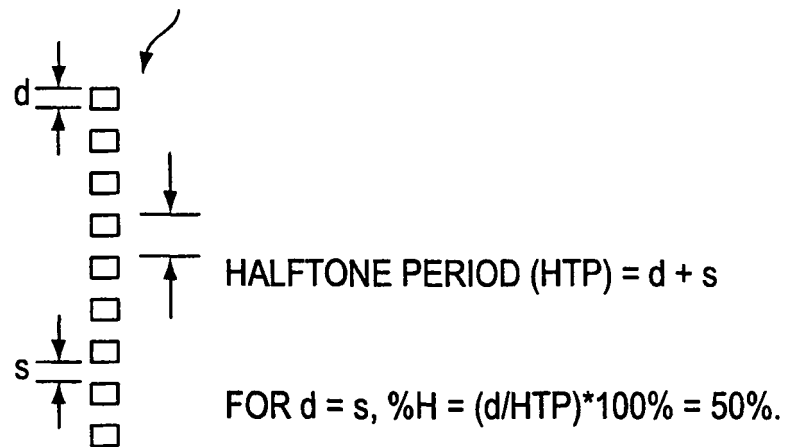 d
HALFTONE PERIOD (HTP) = d + s
s
FOR d = s, %H = (d/HTP)*100% = 50%.